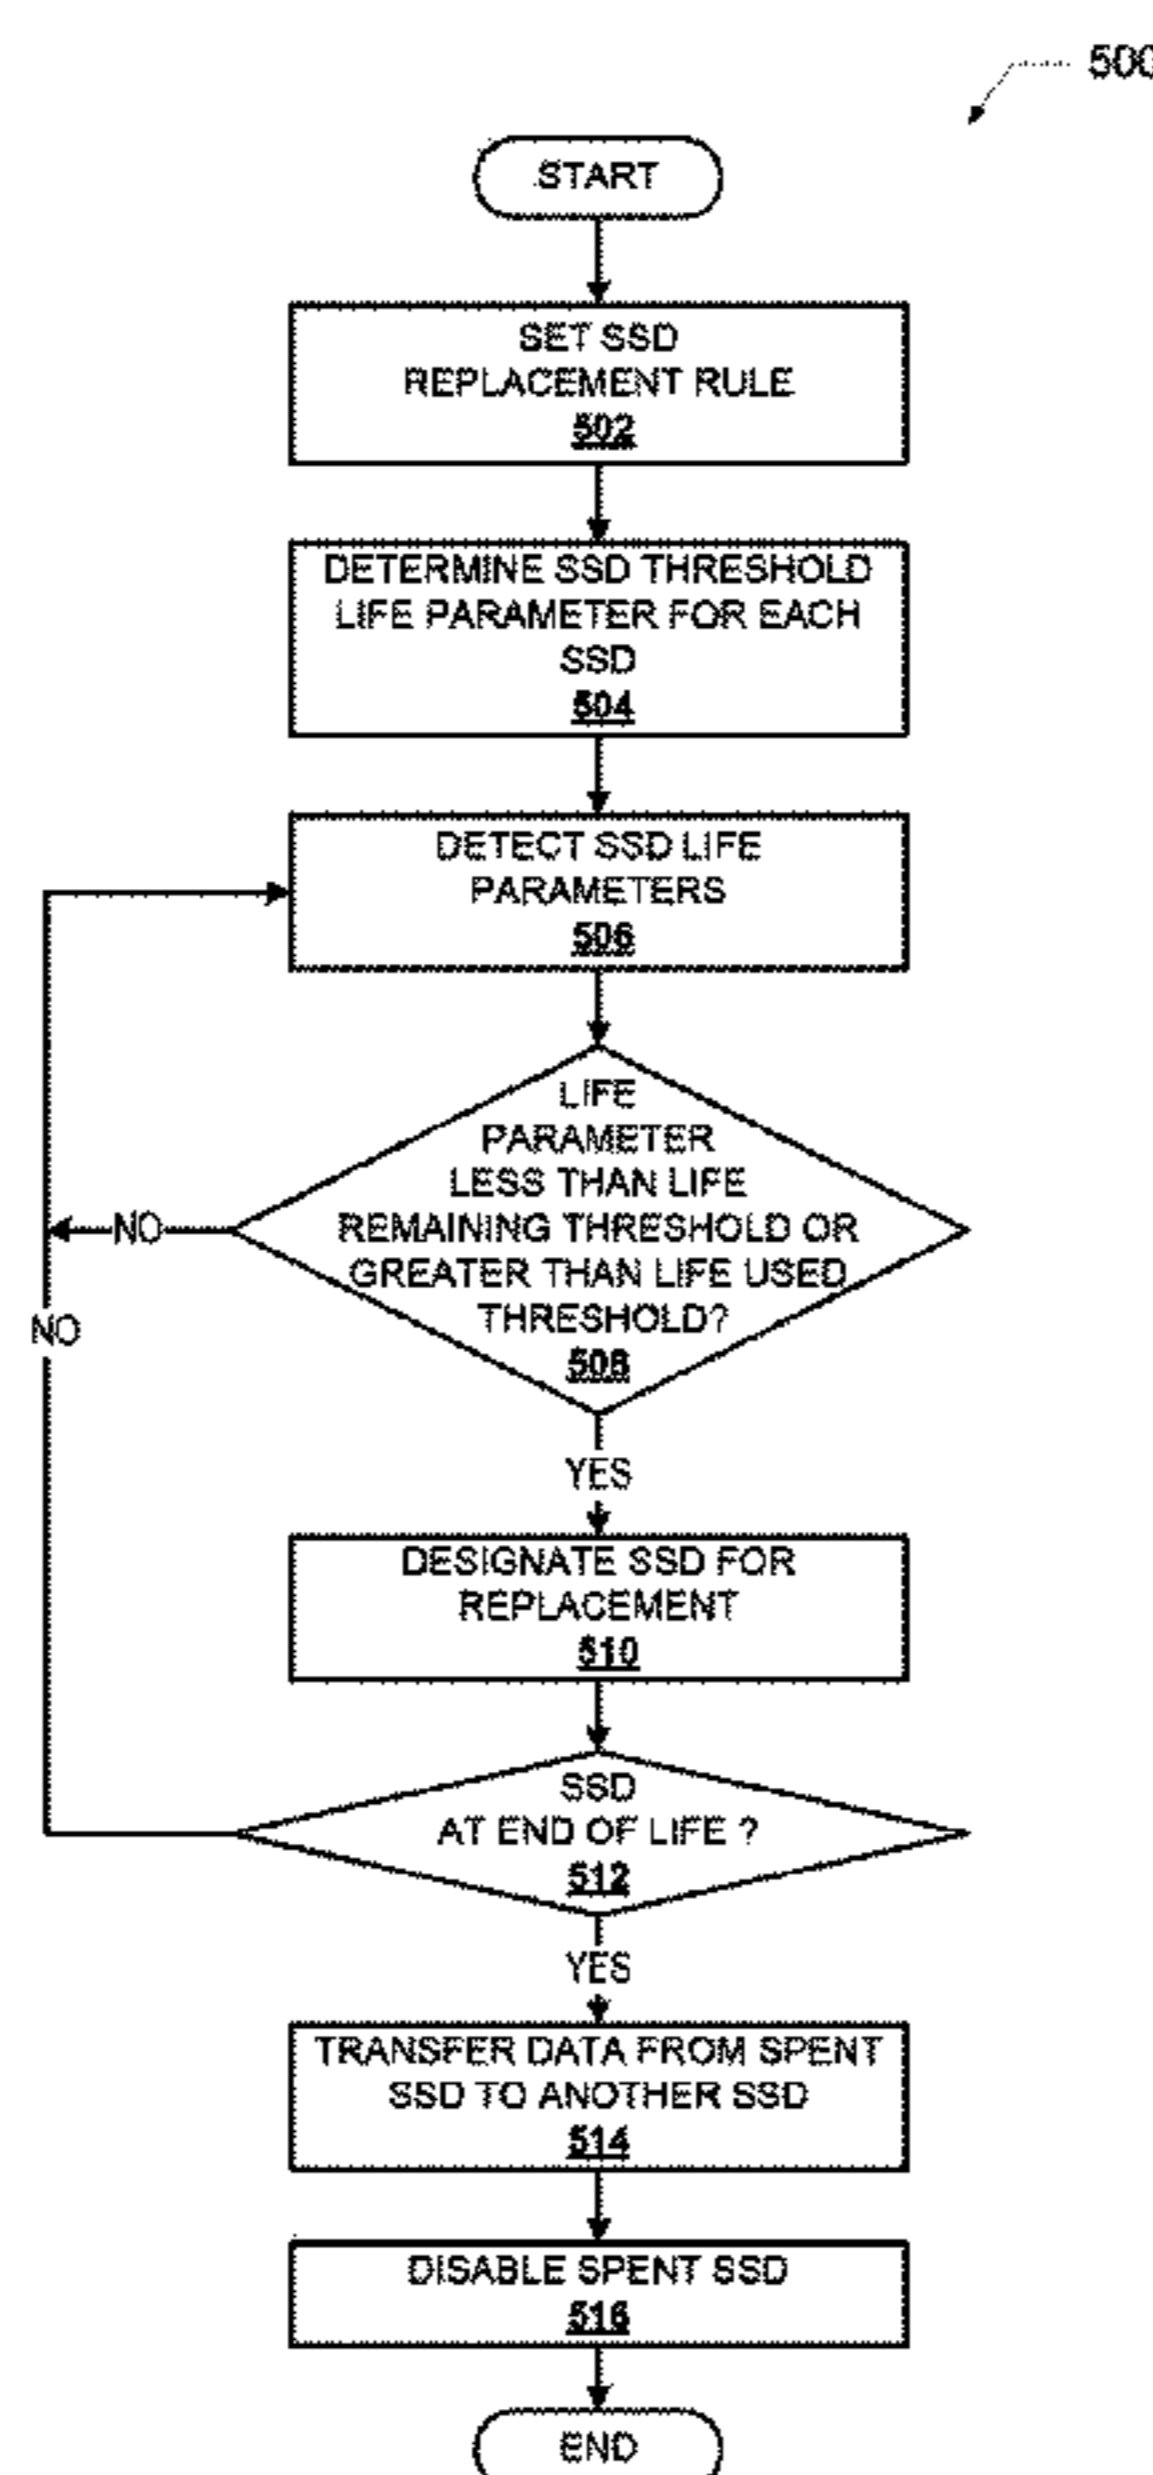 500
START
SET SSD
REPLACEMENT RULE
502
DETERMINE SSD THRESHOLD
LIFE PARAMETER FOR EACH
SSD
504
DETECT SSD LIFE
PARAMETERS
506
LIFE
PARAMETER
LESS THAN LIFE
REMAINING THRESHOLD OR
GREATER THAN LIFE USED
THRESHOLD?
508
NO
NO
YES
DESIGNATE SSD FOR
REPLACEMENT
510
SSD
AT END OF LIFE ?
512
YES
TRANSFER DATA FROM SPENT
SSD TO ANOTHER SSD
514
DISABLE SPENT SSD
516
END